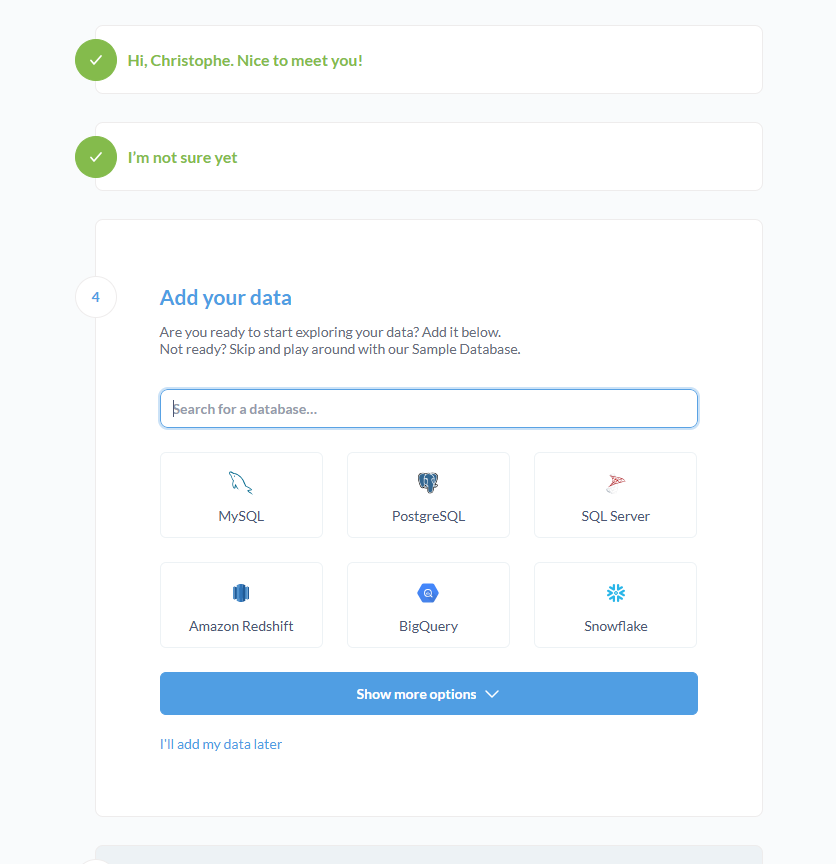 Hi, Christophe. Nice to meet you!
I’m not sure yet
4
Add your data
Are you ready to start exploring your data? Add it below.
Not ready? Skip and play around with our Sample Database.
Search for a database...
MySQL
PostgreSQL
SQL Server
Amazon Redshift
BigQuery
Snowflake
Show more options
I'll add my data later